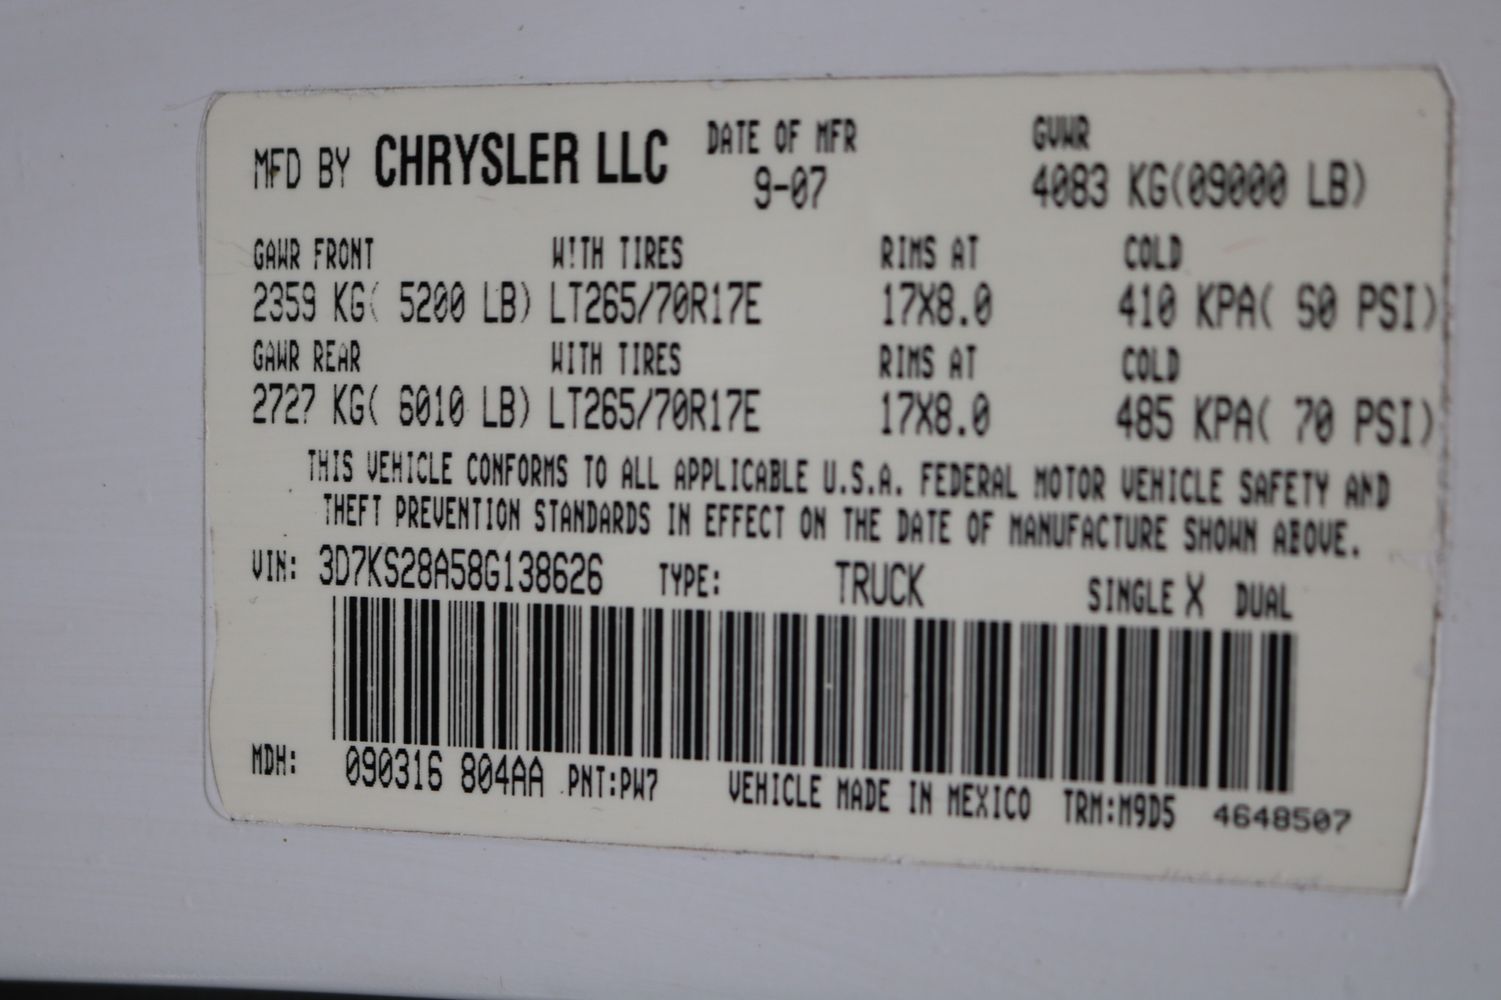 MFD BY CHRYSLER LLC DATE OF MFR GVWR
9-07 4083 KG(09000 LB)
GAWR FRONT WITH TIRES RIMS AT COLD
2359 KG( 5200 LB) LT265/70R17E 17X8.0 410 KPA( 60 PSI)
GAWR REAR WITH TIRES RIMS AT COLD
2727 KG( 6010 LB) LT265/70R17E 17X8.0 485 KPA( 70 PSI)
THIS VEHICLE CONFORMS TO ALL APPLICABLE U.S.A. FEDERAL MOTOR VEHICLE SAFETY AND
THEFT PREVENTION STANDARDS IN EFFECT ON THE DATE OF MANUFACTURE SHOWN ABOVE.
VIN: 3D7KS28A58G138626 TYPE: TRUCK SINGLE X DUAL
MDH: 090316 804AA PNT:PW7 VEHICLE MADE IN MEXICO TRM:M9D5 4648507